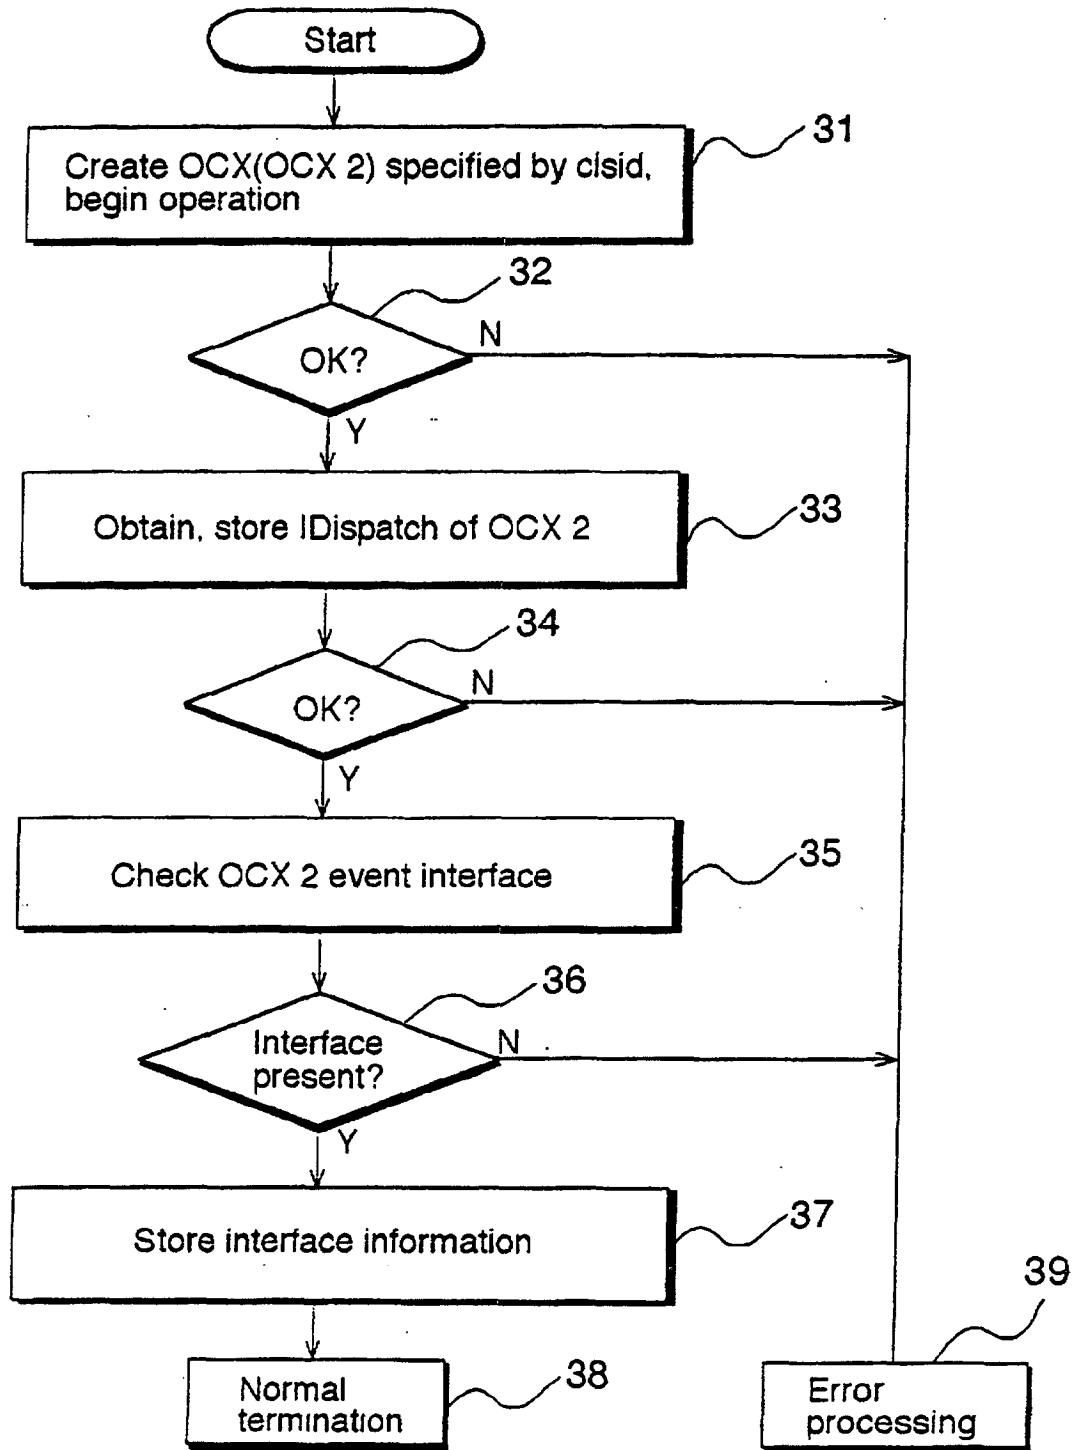 Start
31
Create OCX(OCX 2) specified by clsid,
begin operation
32
OK?
N
Y
33
Obtain, store IDispatch of OCX 2
34
OK?
N
Y
35
Check OCX 2 event interface
36
Interface
present?
N
Y
37
Store interface information
38
Normal
termination
39
Error
processing